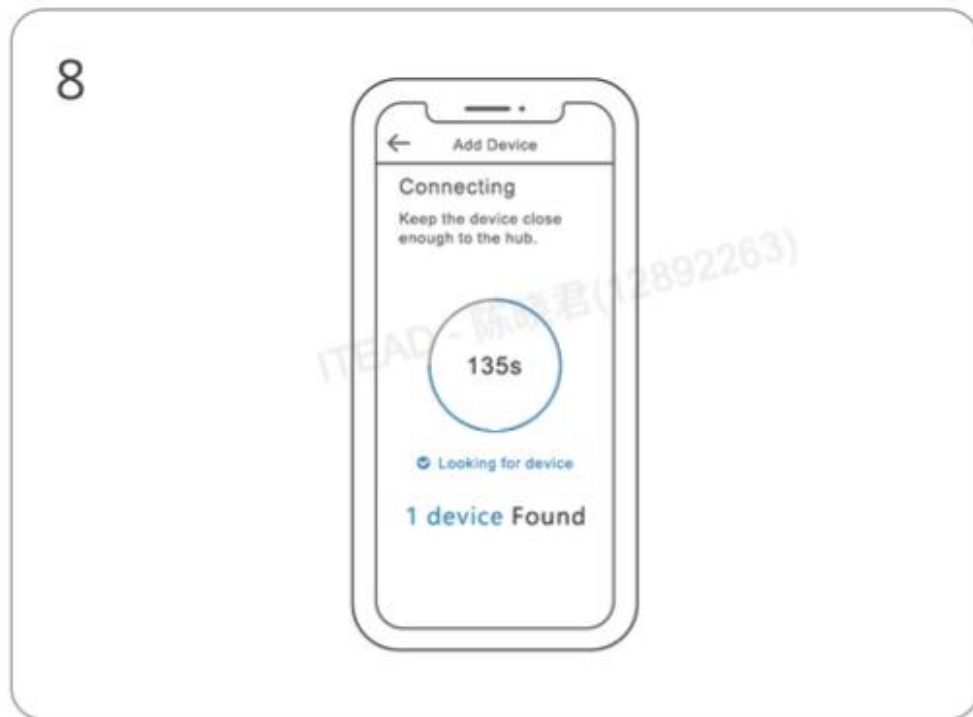 8
Add Device
Connecting
Keep the device close
enough to the hub.
135s
Looking for device
1 device Found
ITEAD - 陈晓君(12892263)